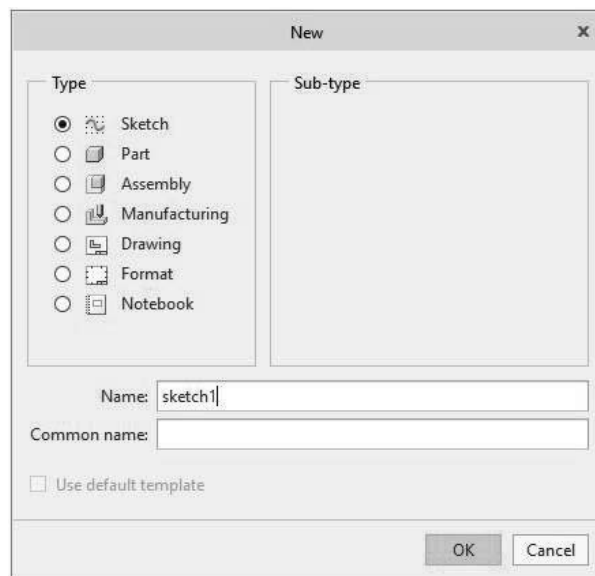 New
Type
Sub-type
Sketch
Part
Assembly
Manufacturing
Drawing
Format
Notebook
Name: sketch1
Common name:
Use default template
OK Cancel